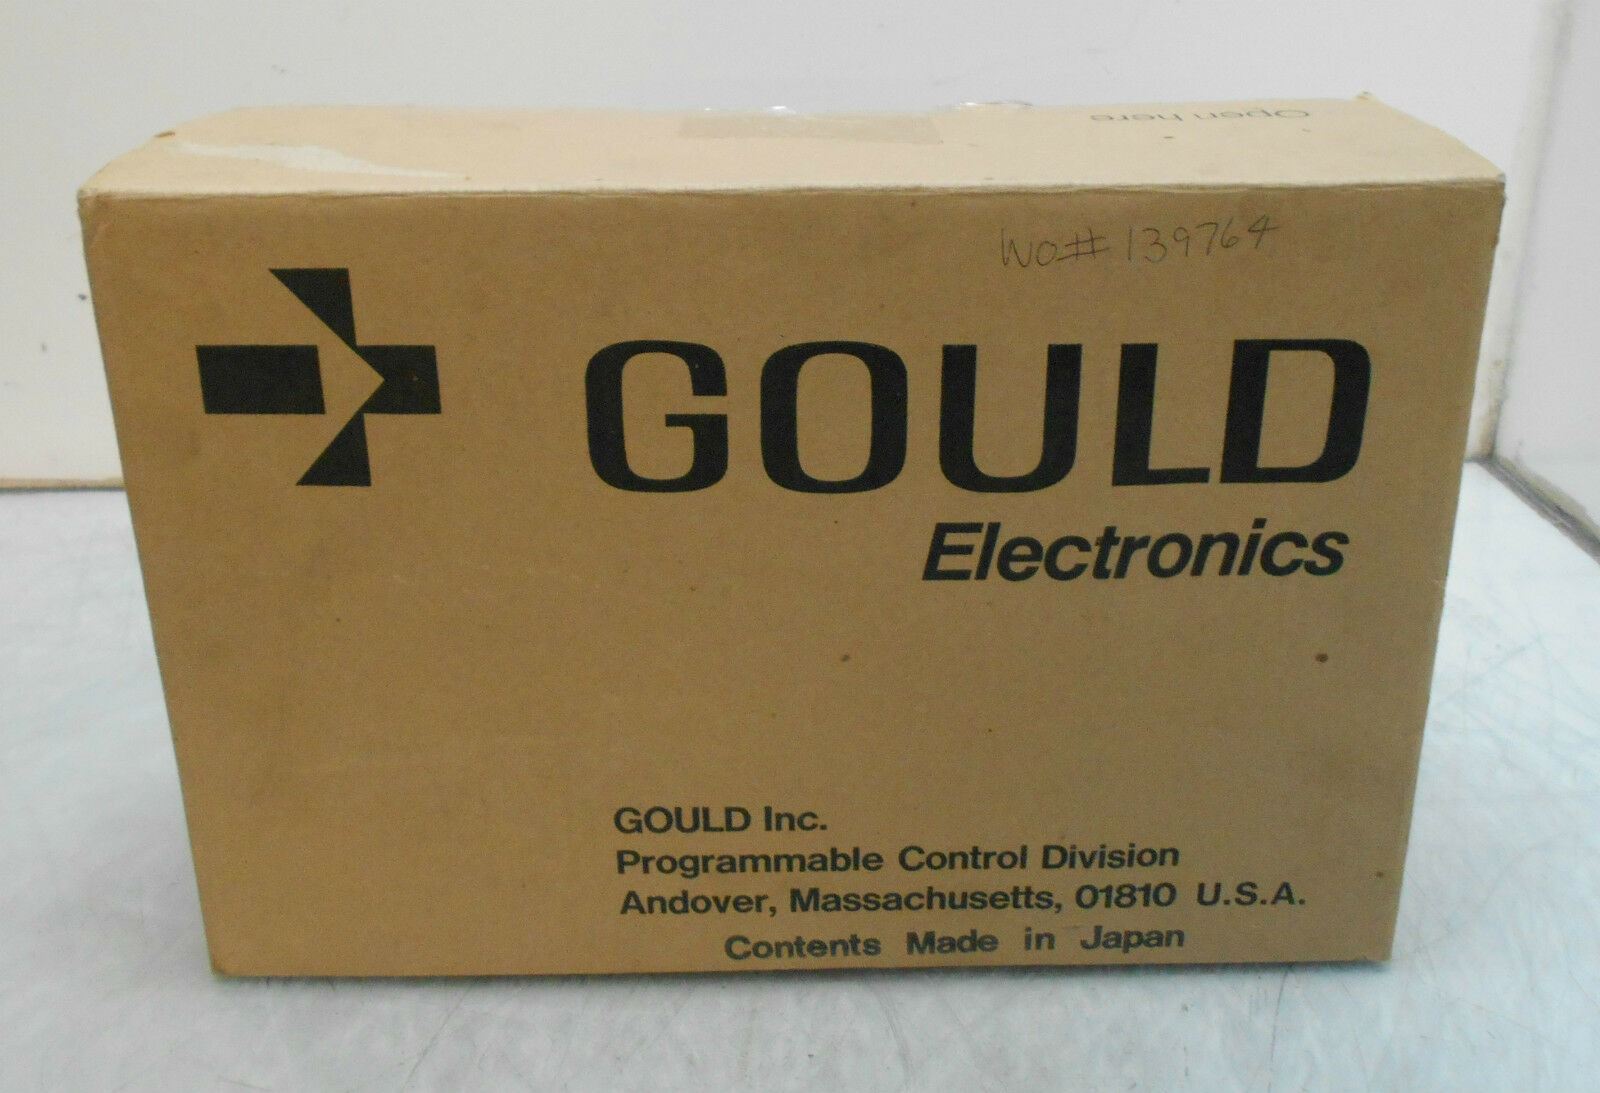 Open here
WO# 139764
GOULD
Electronics
GOULD Inc.
Programmable Control Division
Andover, Massachusetts, 01810 U.S.A.
Contents Made in Japan